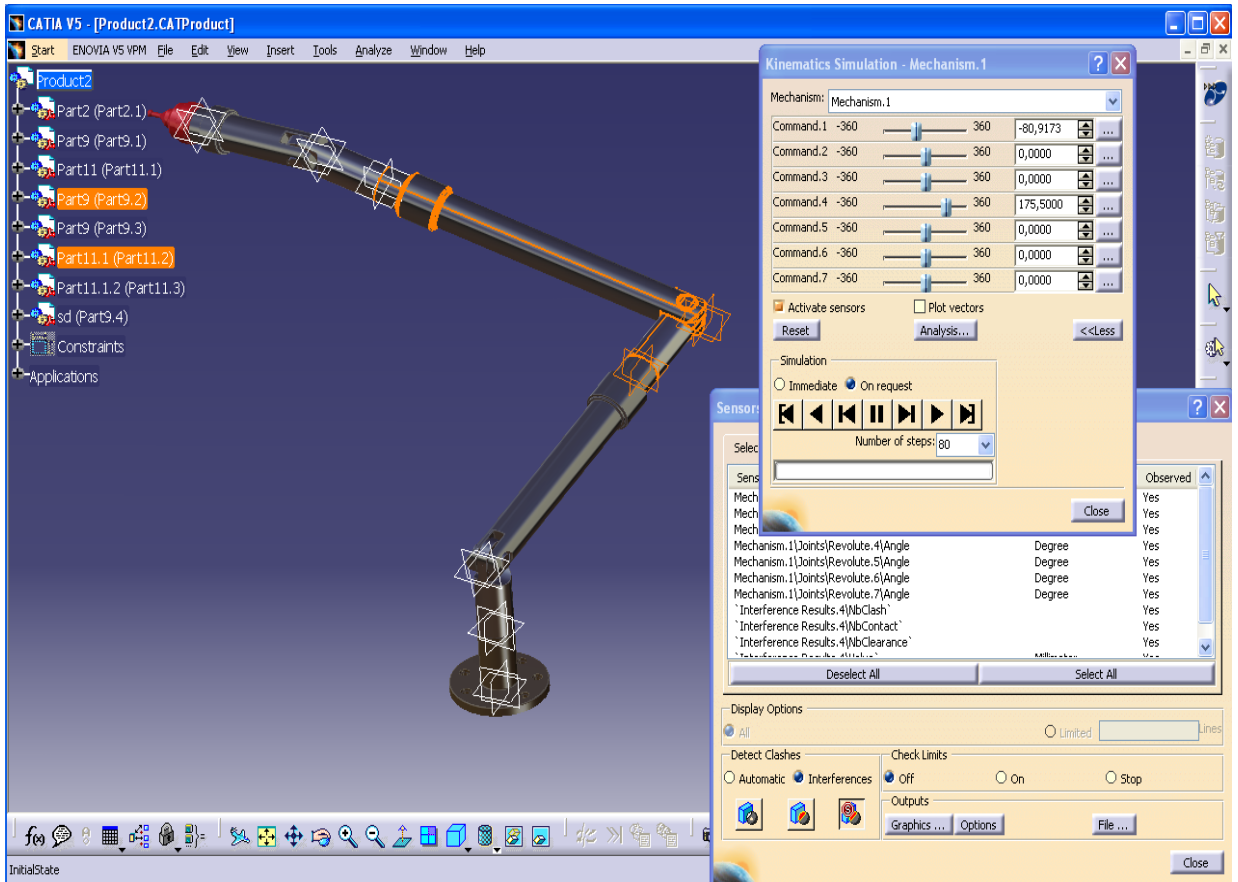 CATIA V5 - [Product2.CATProduct]
Start ENOVIA V5 VPM File Edit View Insert Tools Analyze Window Help
Product2
Part2 (Part2.1)
Part9 (Part9.1)
Part11 (Part11.1)
Part9 (Part9.2)
Part9 (Part9.3)
Part11.1 (Part11.2)
Part11.1.2 (Part11.3)
sd (Part9.4)
Constraints
Applications
Kinematics Simulation - Mechanism.1
Mechanism: Mechanism.1
Command.1 -360 360 -80,9173 ...
Command.2 -360 360 0,0000 ...
Command.3 -360 360 0,0000 ...
Command.4 -360 360 175,5000 ...
Command.5 -360 360 0,0000 ...
Command.6 -360 360 0,0000 ...
Command.7 -360 360 0,0000 ...
Activate sensors Plot vectors
Reset Analysis... <<Less
Simulation
Immediate On request
Number of steps: 80
Close
Sensors
Selec
Sens Observed
Mech Yes
Mech Yes
Mech Yes
Mechanism.1\Joints\Revolute.4\Angle Degree Yes
Mechanism.1\Joints\Revolute.5\Angle Degree Yes
Mechanism.1\Joints\Revolute.6\Angle Degree Yes
Mechanism.1\Joints\Revolute.7\Angle Degree Yes
`Interference Results.4\NbClash` Yes
`Interference Results.4\NbContact` Yes
`Interference Results.4\NbClearance` Yes
Deselect All Select All
Display Options
All Limited Lines
Detect Clashes Check Limits
Automatic Interferences Off On Stop
Outputs
Graphics ... Options File ...
Close
f(x)
InitialState